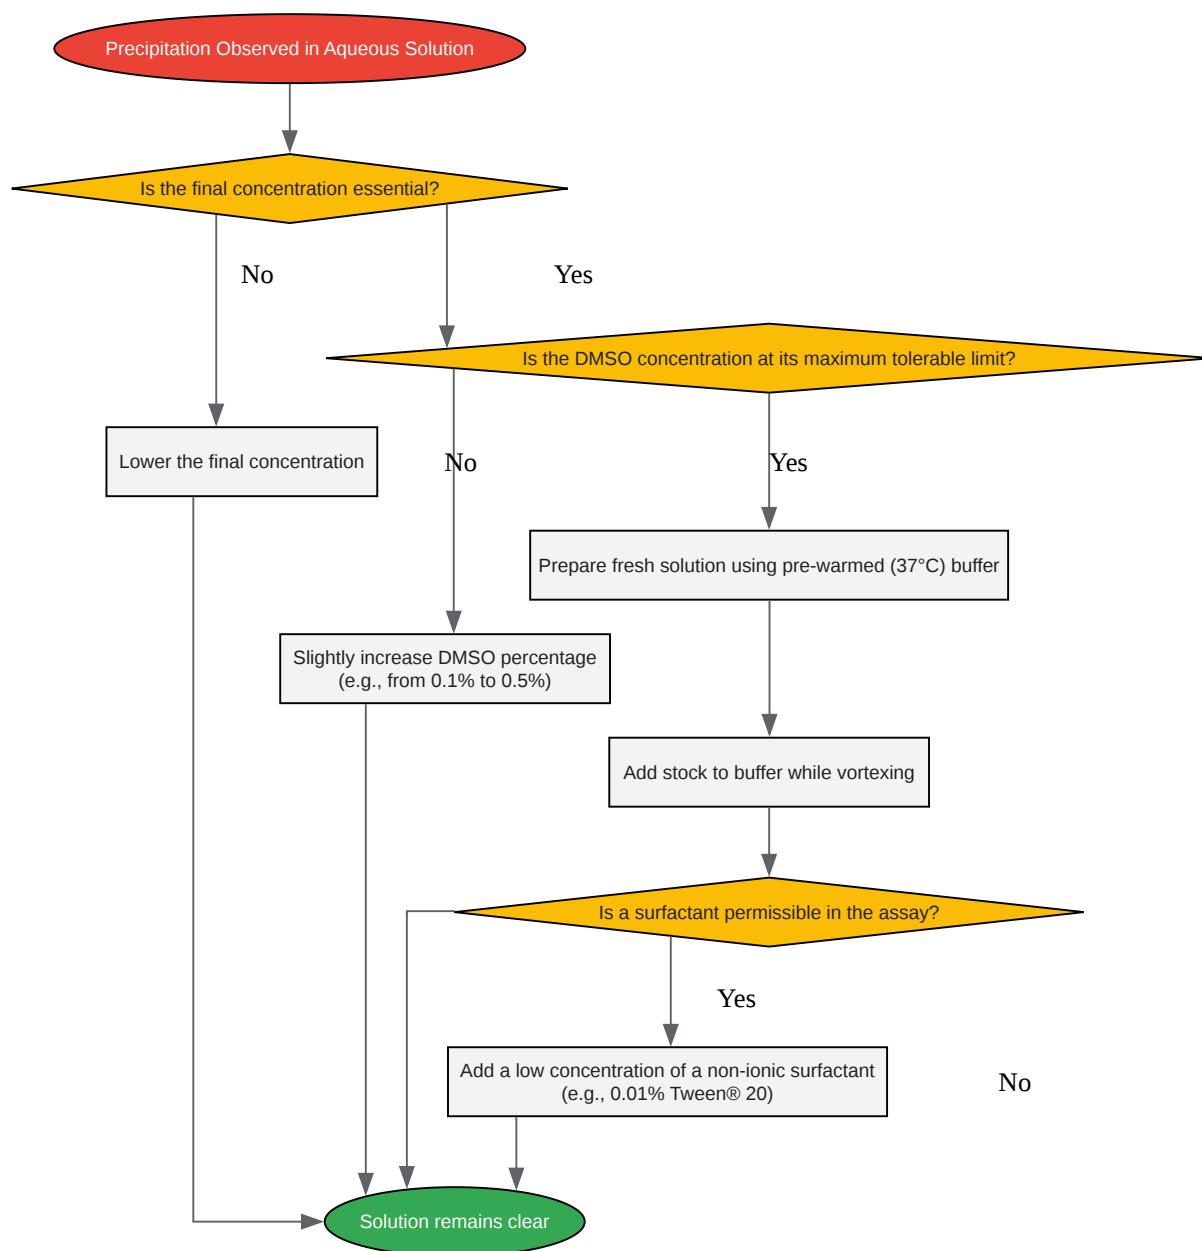 Precipitation Observed in Aqueous Solution
Is the final concentration essential?
No
Yes
Is the DMSO concentration at its maximum tolerable limit?
Lower the final concentration
No
Yes
Prepare fresh solution using pre-warmed (37°C) buffer
Slightly increase DMSO percentage
(e.g., from 0.1% to 0.5%)
Add stock to buffer while vortexing
Is a surfactant permissible in the assay?
Yes
Add a low concentration of a non-ionic surfactant
(e.g., 0.01% Tween® 20)
No
Solution remains clear